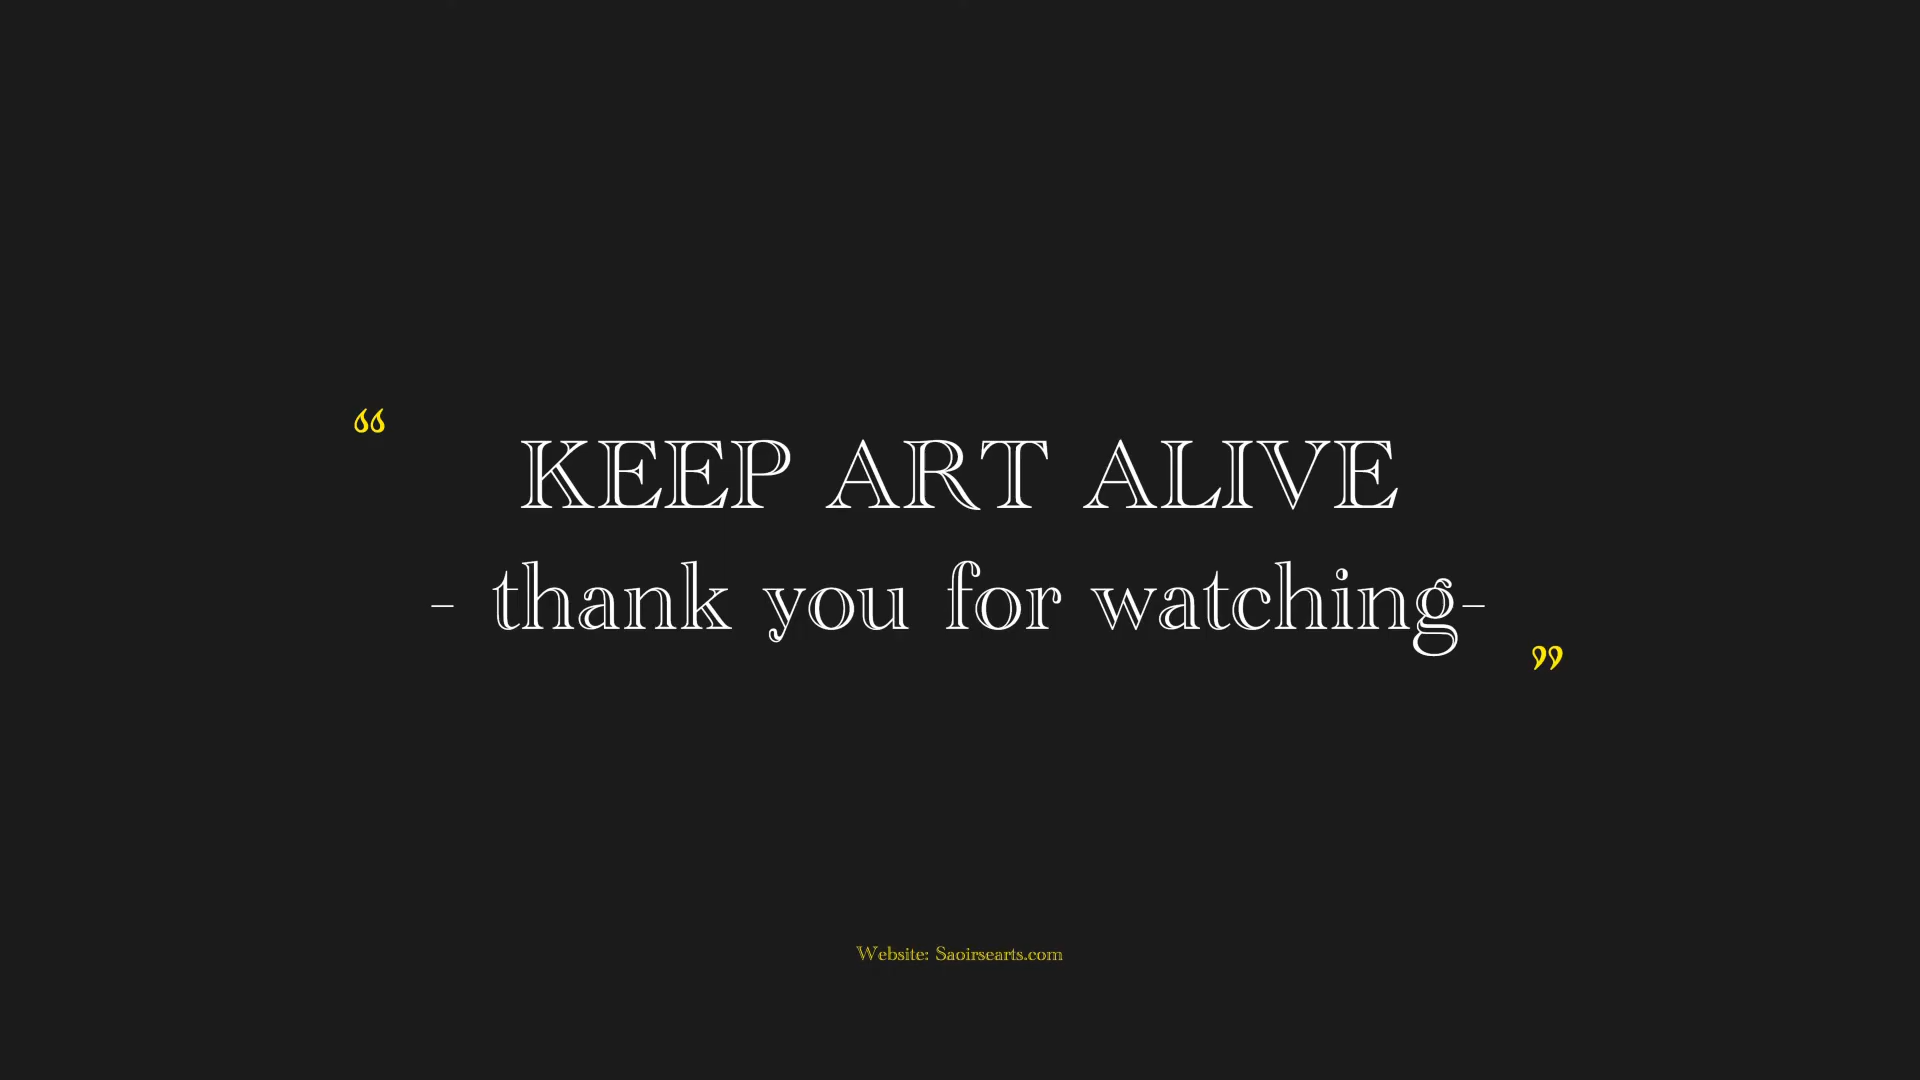 “
KEEP ART ALIVE
- thank you for watching-
”
Website: Saoirsearts.com